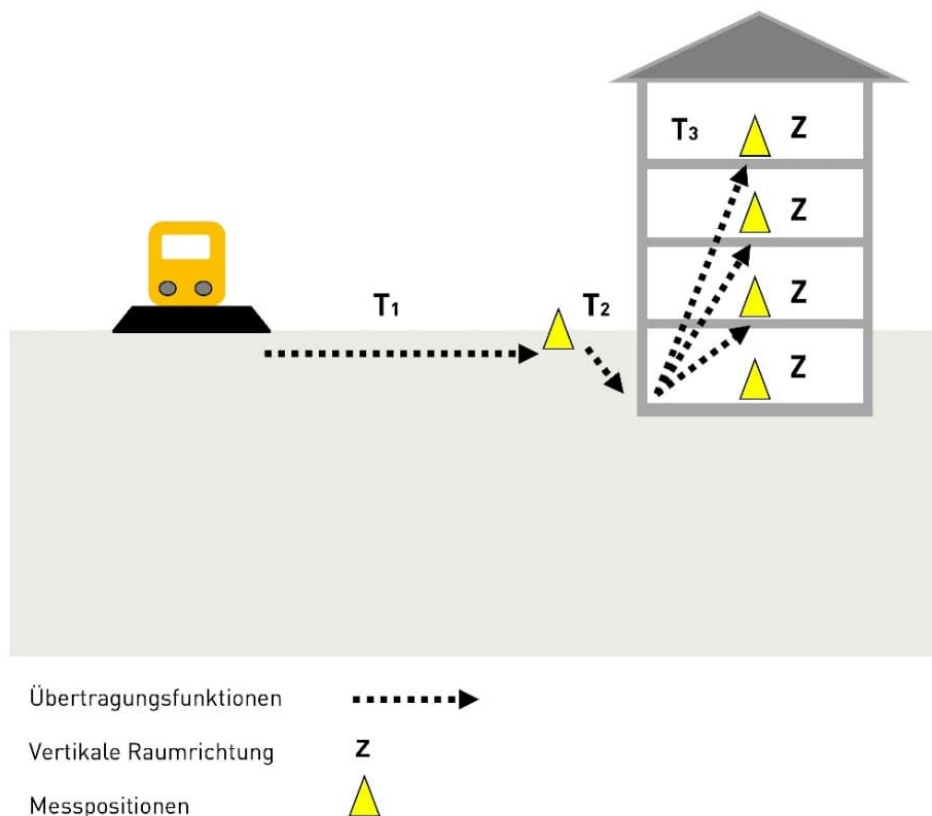 T₃ Z
Z
T₁ T₂ Z
Z
Übertragungsfunktionen
Vertikale Raumrichtung Z
Messpositionen